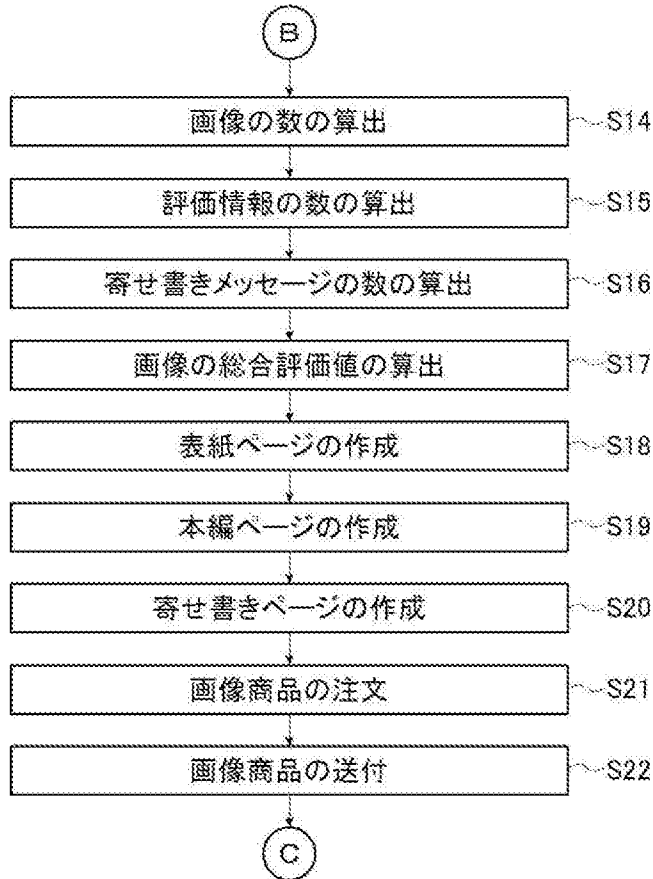 B
画像の数の算出 S14
評価情報の数の算出 S15
寄せ書きメッセージの数の算出 S16
画像の総合評価値の算出 S17
表紙ページの作成 S18
本編ページの作成 S19
寄せ書きページの作成 S20
画像商品の注文 S21
画像商品の送付 S22
C